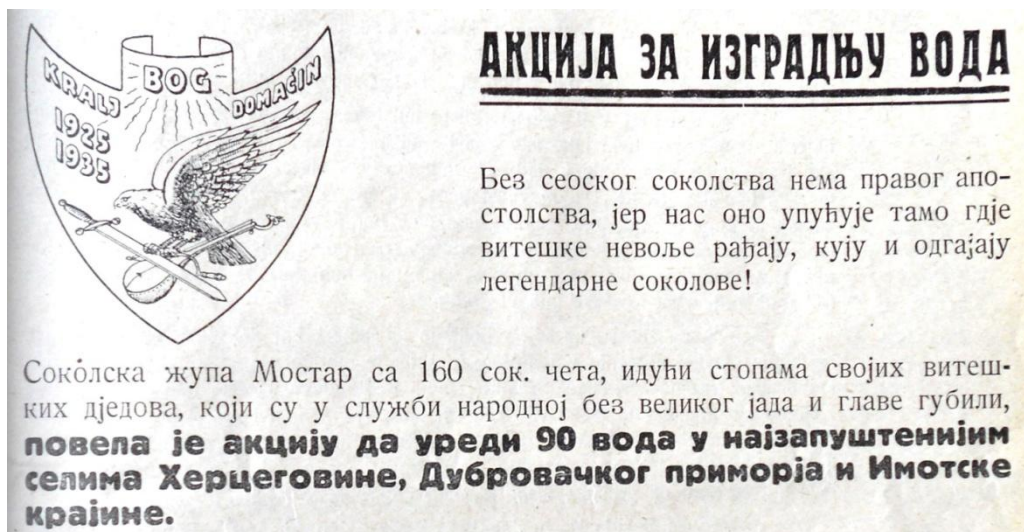 KRALJ BOG DOMAĆIN
1925
1935
АКЦИЈА ЗА ИЗГРАДЊУ ВОДА
Без сеоског соколства нема правог апо-
столства, јер нас оно упућује тамо гдје
витешке невоље рађају, кују и одгајају
легендарне соколове!
Соколска жупа Мостар са 160 сок. чета, идући стопама својих витеш-
ких дједова, који су у служби народној без великог јада и главе губили,
повела је акцију да уреди 90 вода у најзапуштенијим
селима Херцеговине, Дубровачког приморја и Имотске
крајине.